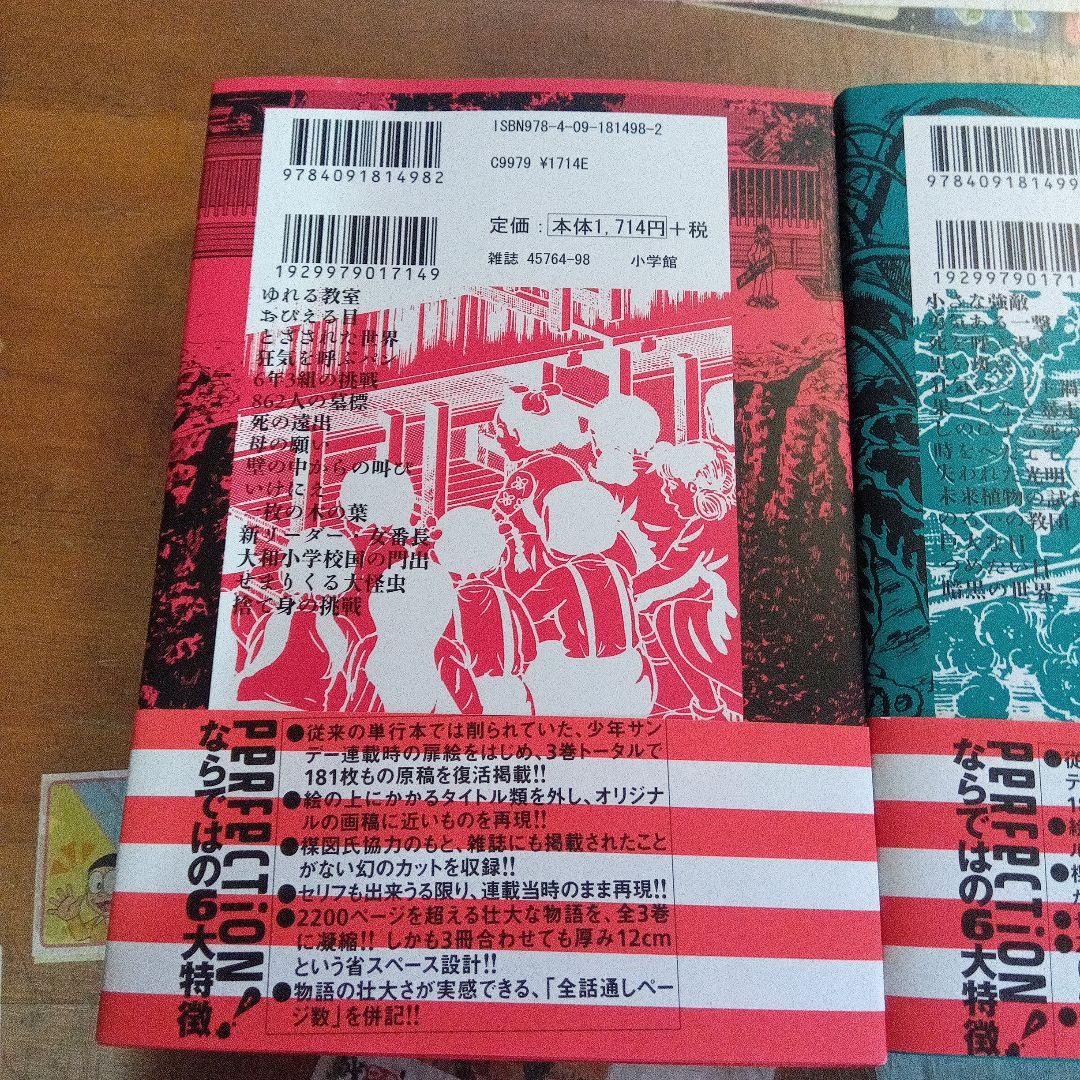 ISBN978-4-09-181498-2
9784091814982
C9979 ¥1714E
定価：本体1,714円+税
1929979017149
雑誌 45764-98 小学館
ゆれる教室
おびえる目
とざされた世界
狂気を呼ぶパン
6年3組の挑戦
862人の墓標
死の遠出
母の願い
壁の中からの叫び
いけにえ
一枚の木の葉
新リーダー・女番長
大和小学校国の門出
せまりくる大怪虫
捨て身の挑戦
PERFECTiON!
ならではの6大特徴
●従来の単行本では削られていた、少年サン
デー連載時の扉絵をはじめ、3巻トータルで
181枚もの原稿を復活掲載!!
●絵の上にかかるタイトル類を外し、オリジナ
ルの画稿に近いものを再現!!
●楳図氏協力のもと、雑誌にも掲載されたこと
がない幻のカットを収録!!
●セリフも出来うる限り、連載当時のまま再現!!
●2200ページを超える壮大な物語を、全3巻
に凝縮!! しかも3冊合わせても厚み12cm
という省スペース設計!!
●物語の壮大さが実感できる、「全話通しペー
ジ数」を併記!!
978409181499
19299790171
小さな強敵
巨大な目
暗黒の世界
PERFECTiON!
ならではの6大特徴